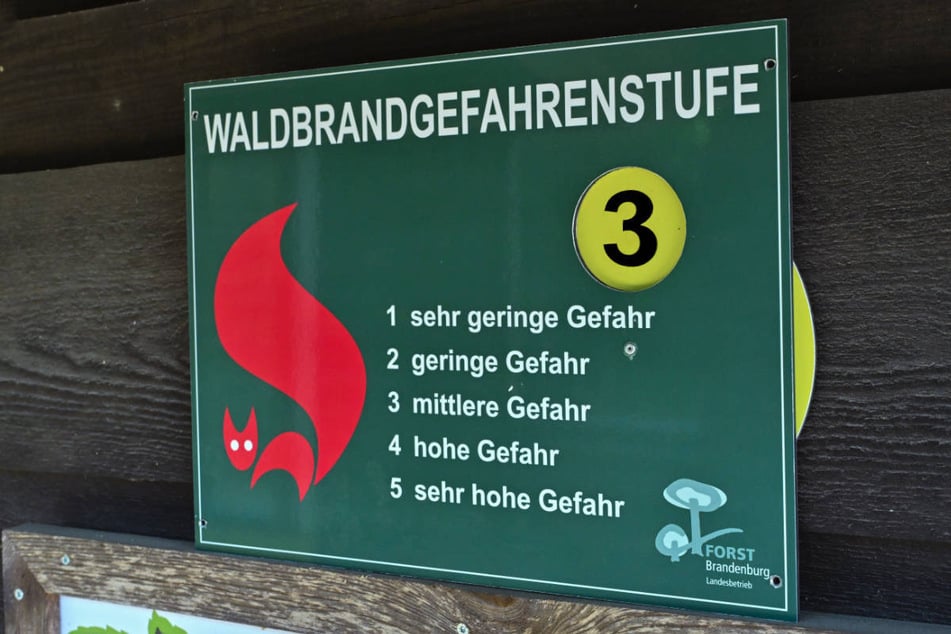 WALDBRANDGEFAHRENSTUFE
3
1 sehr geringe Gefahr
2 geringe Gefahr
3 mittlere Gefahr
4 hohe Gefahr
5 sehr hohe Gefahr
FORST
Brandenburg
Landesbetrieb